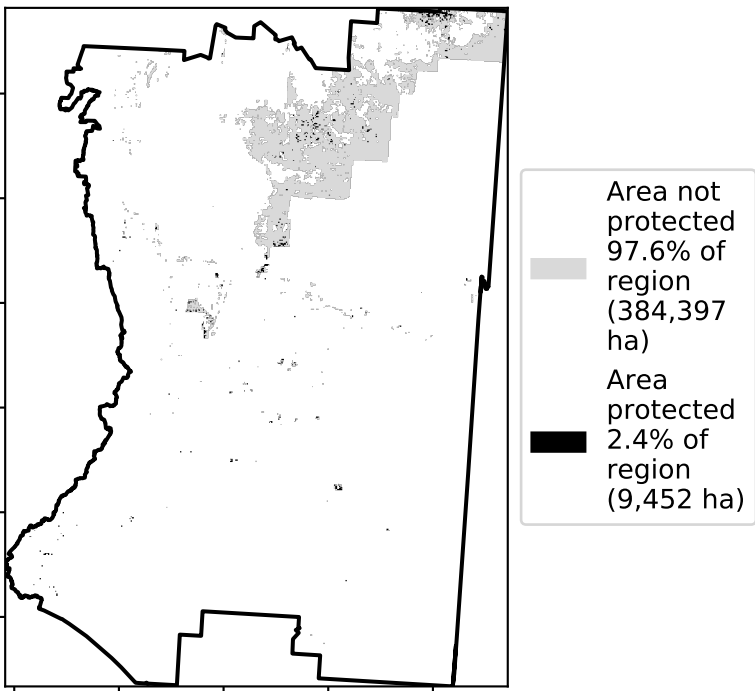 Area not
protected
97.6% of
region
(384,397
ha)
Area
protected
2.4% of
region
(9,452 ha)